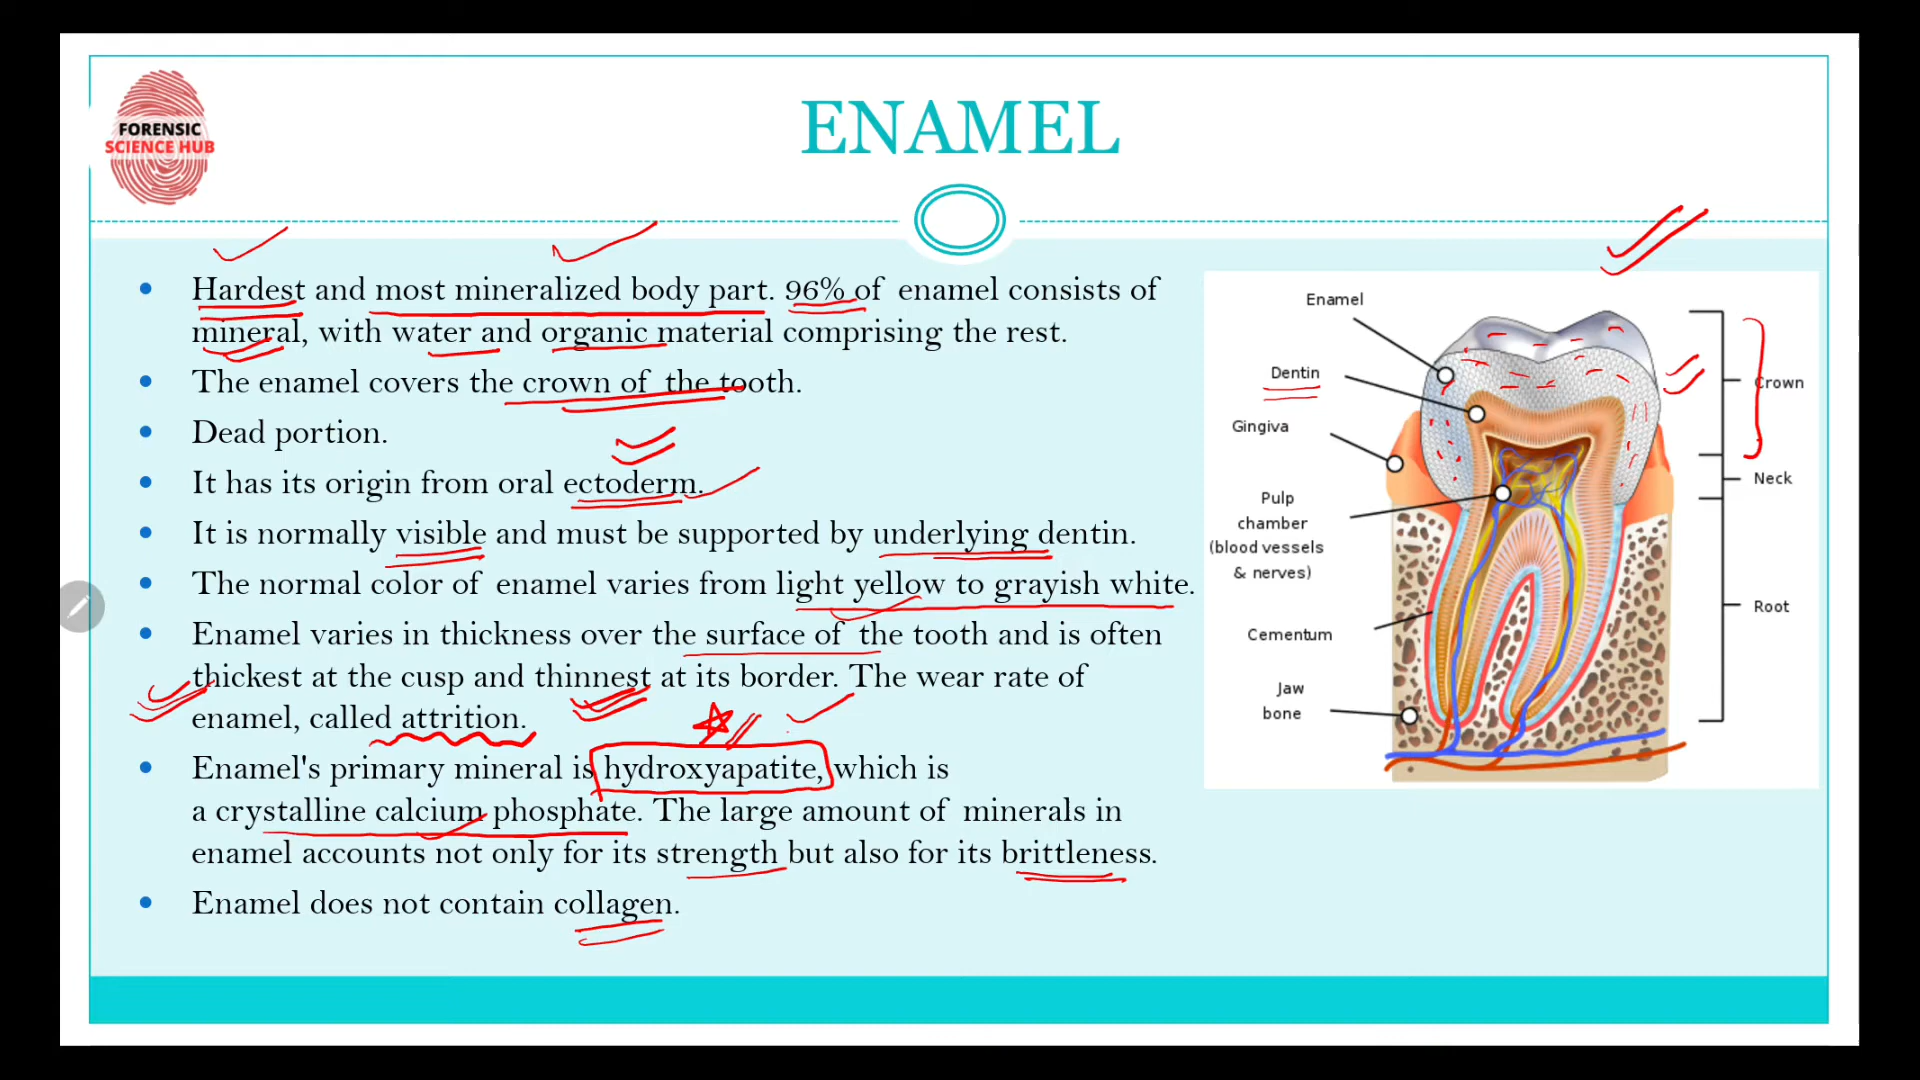 FORENSIC
SCIENCE HUB
ENAMEL
• Hardest and most mineralized body part. 96% of enamel consists of
mineral, with water and organic material comprising the rest.
• The enamel covers the crown of the tooth.
• Dead portion.
• It has its origin from oral ectoderm.
• It is normally visible and must be supported by underlying dentin.
• The normal color of enamel varies from light yellow to grayish white.
• Enamel varies in thickness over the surface of the tooth and is often
thickest at the cusp and thinnest at its border. The wear rate of
enamel, called attrition.
• Enamel's primary mineral is hydroxyapatite, which is
a crystalline calcium phosphate. The large amount of minerals in
enamel accounts not only for its strength but also for its brittleness.
• Enamel does not contain collagen.
Enamel
Dentin
Gingiva
Pulp
chamber
(blood vessels
& nerves)
Cementum
Jaw
bone
Crown
Neck
Root